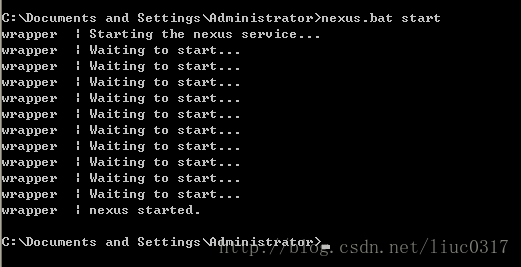 C:\Documents and Settings\Administrator>nexus.bat start
wrapper  | Starting the nexus service...
wrapper  | Waiting to start...
wrapper  | Waiting to start...
wrapper  | Waiting to start...
wrapper  | Waiting to start...
wrapper  | Waiting to start...
wrapper  | Waiting to start...
wrapper  | Waiting to start...
wrapper  | Waiting to start...
wrapper  | Waiting to start...
wrapper  | Waiting to start...
wrapper  | nexus started.
C:\Documents and Settings\Administrator>_
http://blog.csdn.net/liuc0317